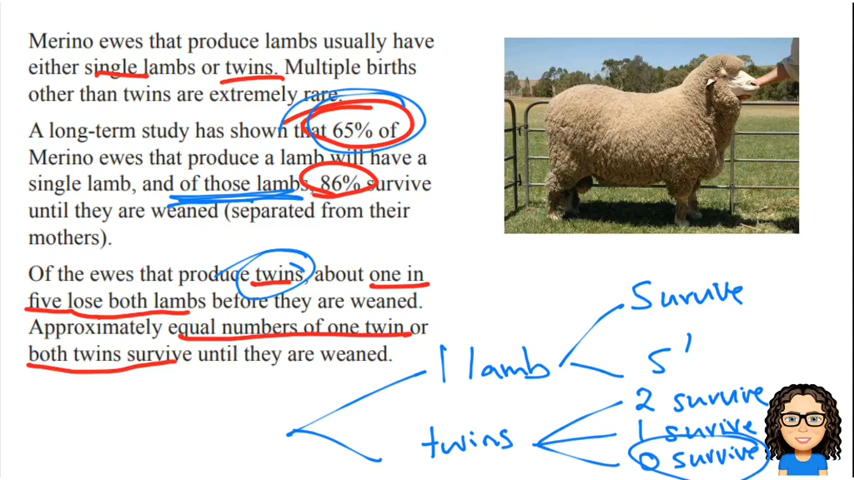 Merino ewes that produce lambs usually have
either single lambs or twins. Multiple births
other than twins are extremely rare.
A long-term study has shown that 65% of
Merino ewes that produce a lamb will have a
single lamb, and of those lambs, 86% survive
until they are weaned (separated from their
mothers).
Of the ewes that produce twins, about one in
five lose both lambs before they are weaned.
Approximately equal numbers of one twin or
both twins survive until they are weaned.
Survive
1 lamb
S'
2 survive
twins
1 survive
0 survive